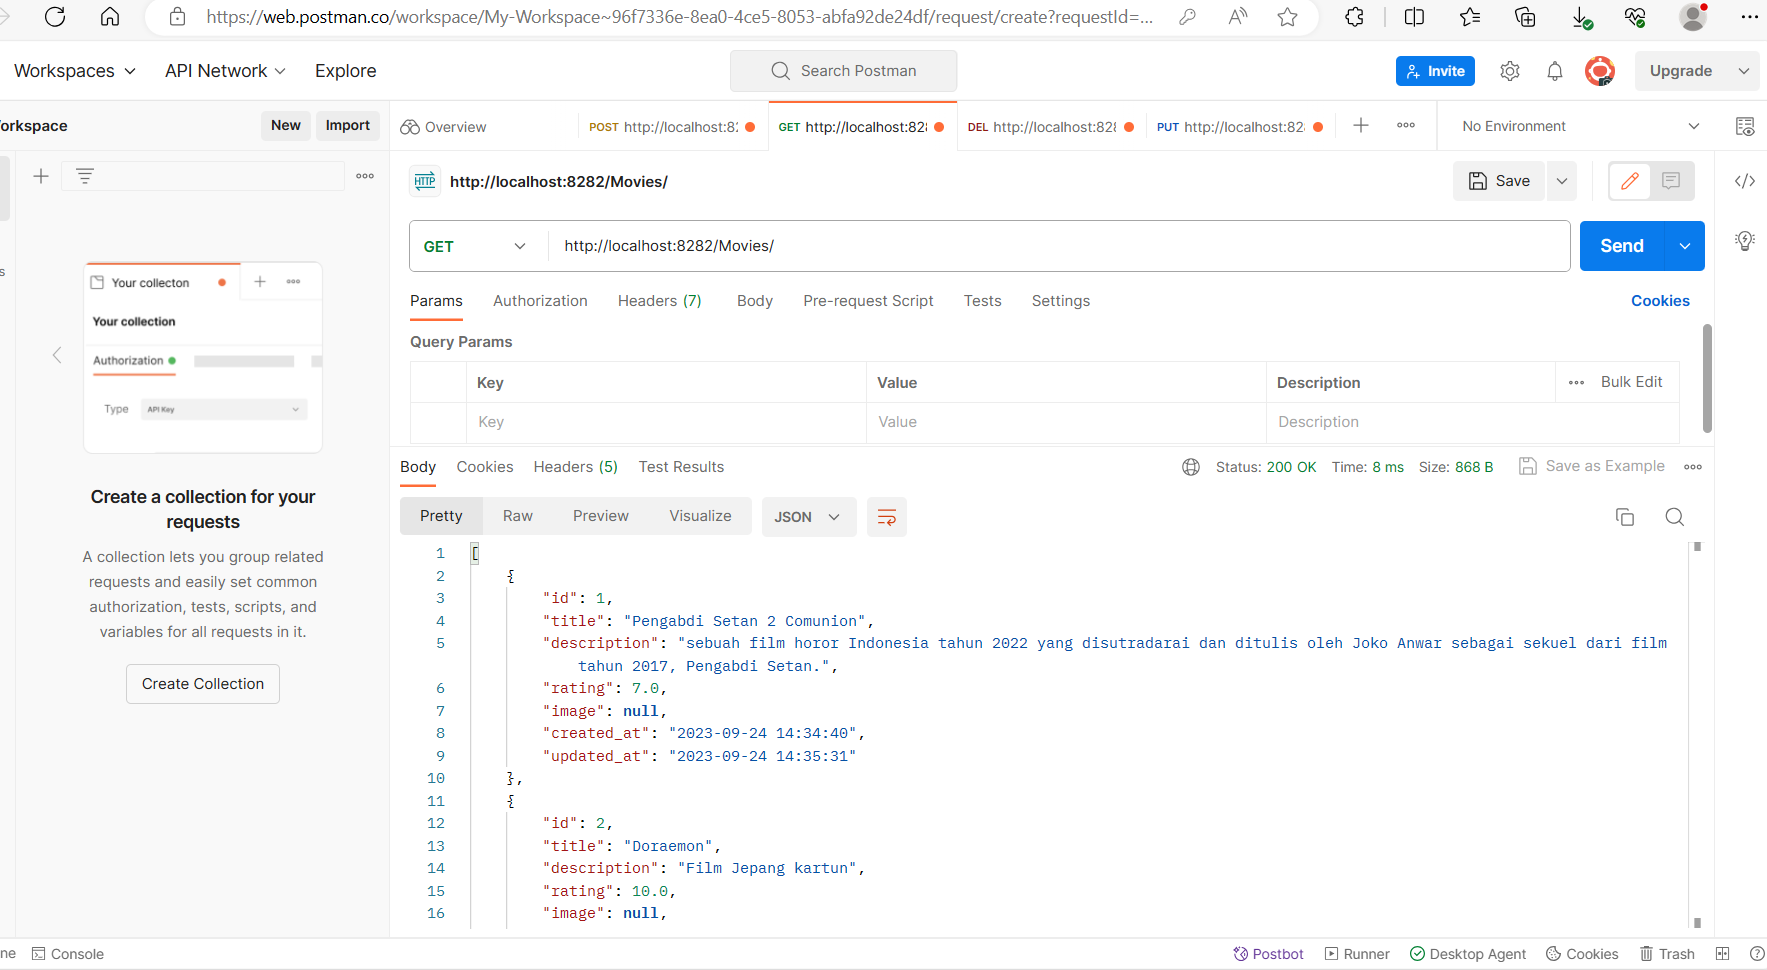 https://web.postman.co/workspace/My-Workspace~96f7336e-8ea0-4ce5-8053-abfa92de24df/request/create?requestId=...
Workspaces
API Network
Explore
Search Postman
Invite
Upgrade
orkspace
New
Import
Overview
POST http://localhost:82
GET http://localhost:828
DEL http://localhost:828
PUT http://localhost:82
No Environment
HTTP
http://localhost:8282/Movies/
Save
GET
http://localhost:8282/Movies/
Send
Params
Authorization
Headers (7)
Body
Pre-request Script
Tests
Settings
Cookies
Query Params
Key
Value
Description
Bulk Edit
Key
Value
Description
s
Your collecton
Your collection
Authorization
Type
API Key
Create a collection for your
requests
A collection lets you group related
requests and easily set common
authorization, tests, scripts, and
variables for all requests in it.
Create Collection
Body
Cookies
Headers (5)
Test Results
Status: 200 OK
Time: 8 ms
Size: 868 B
Save as Example
Pretty
Raw
Preview
Visualize
JSON
1 [
2 {
3 "id": 1,
4 "title": "Pengabdi Setan 2 Comunion",
5 "description": "sebuah film horor Indonesia tahun 2022 yang disutradarai dan ditulis oleh Joko Anwar sebagai sekuel dari film
tahun 2017, Pengabdi Setan.",
6 "rating": 7.0,
7 "image": null,
8 "created_at": "2023-09-24 14:34:40",
9 "updated_at": "2023-09-24 14:35:31"
10 },
11 {
12 "id": 2,
13 "title": "Doraemon",
14 "description": "Film Jepang kartun",
15 "rating": 10.0,
16 "image": null,
ne
Console
Postbot
Runner
Desktop Agent
Cookies
Trash